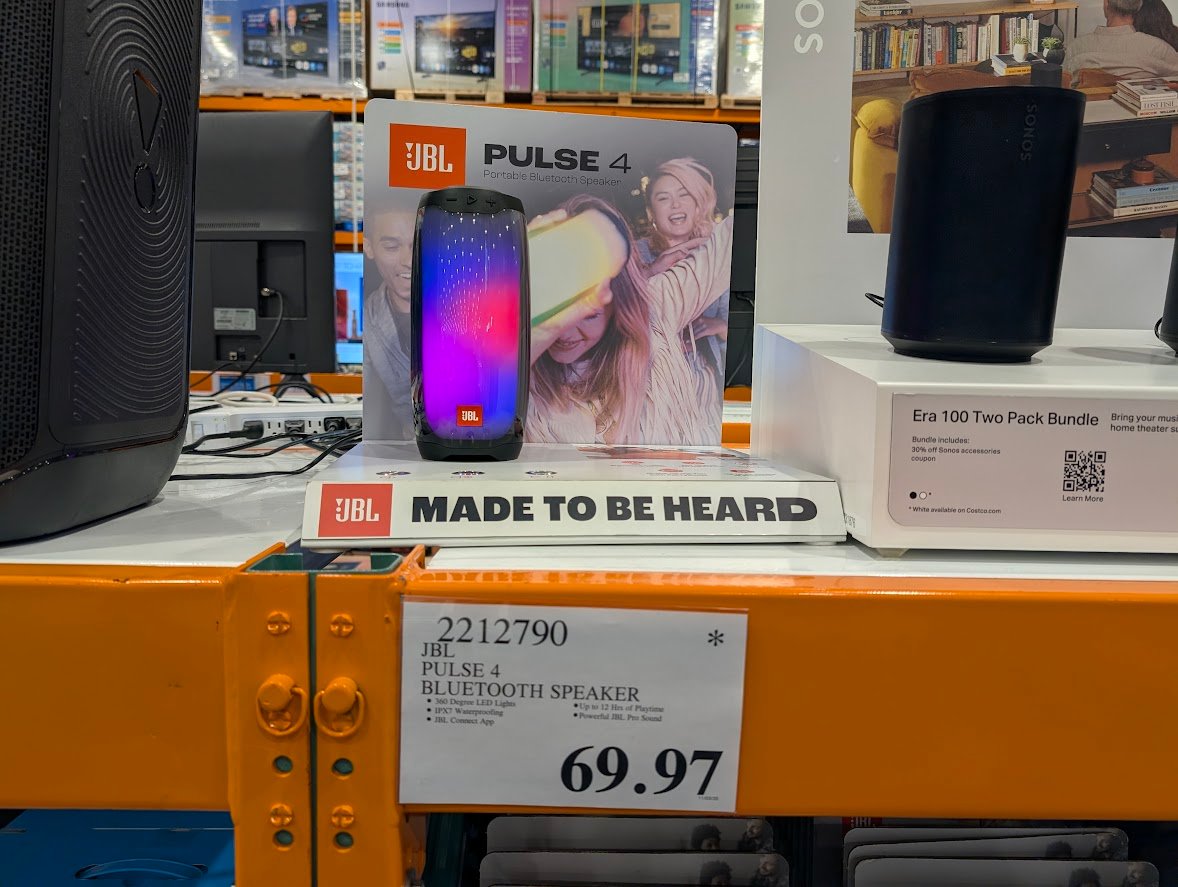 SAMSUNG
JBL
PULSE 4
Portable Bluetooth Speaker
JBL
JBL
MADE TO BE HEARD
SONOS
Era 100 Two Pack Bundle
Bundle includes:
30% off Sonos accessories
coupon
Bring your musi
home theater su
Learn More
* White available on Costco.com
2212790
*
JBL
PULSE 4
BLUETOOTH SPEAKER
• 360 Degree LED Lights
• IPX7 Waterproofing
• JBL Connect App
• Up to 12 Hrs of Playtime
• Powerful JBL Pro Sound
69.97